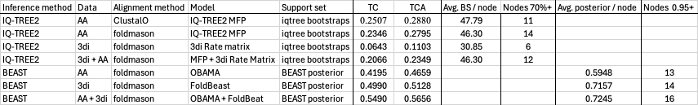 Inference method Data Alignment method Model Support set TC TCA Avg. BS / node Nodes 70%+ Avg. posterior / node Nodes 0.95+
IQ-TREE2 AA ClustalO IQ-TREE2 MFP iqtree bootstraps 0.2507 0.2880 47.79 11
IQ-TREE2 AA foldmason IQ-TREE2 MFP iqtree bootstraps 0.2346 0.2795 46.30 14
IQ-TREE2 3di foldmason 3di Rate matrix iqtree bootstraps 0.0643 0.1103 30.85 6
IQ-TREE2 3di + AA foldmason MFP + 3di Rate Matrix iqtree bootstraps 0.2066 0.2349 46.30 12
BEAST AA foldmason OBAMA BEAST posterior 0.4195 0.4659 0.5948 13
BEAST 3di foldmason FoldBeast BEAST posterior 0.4990 0.5128 0.7157 14
BEAST AA + 3di foldmason OBAMA + FoldBeat BEAST posterior 0.5490 0.5656 0.7245 16